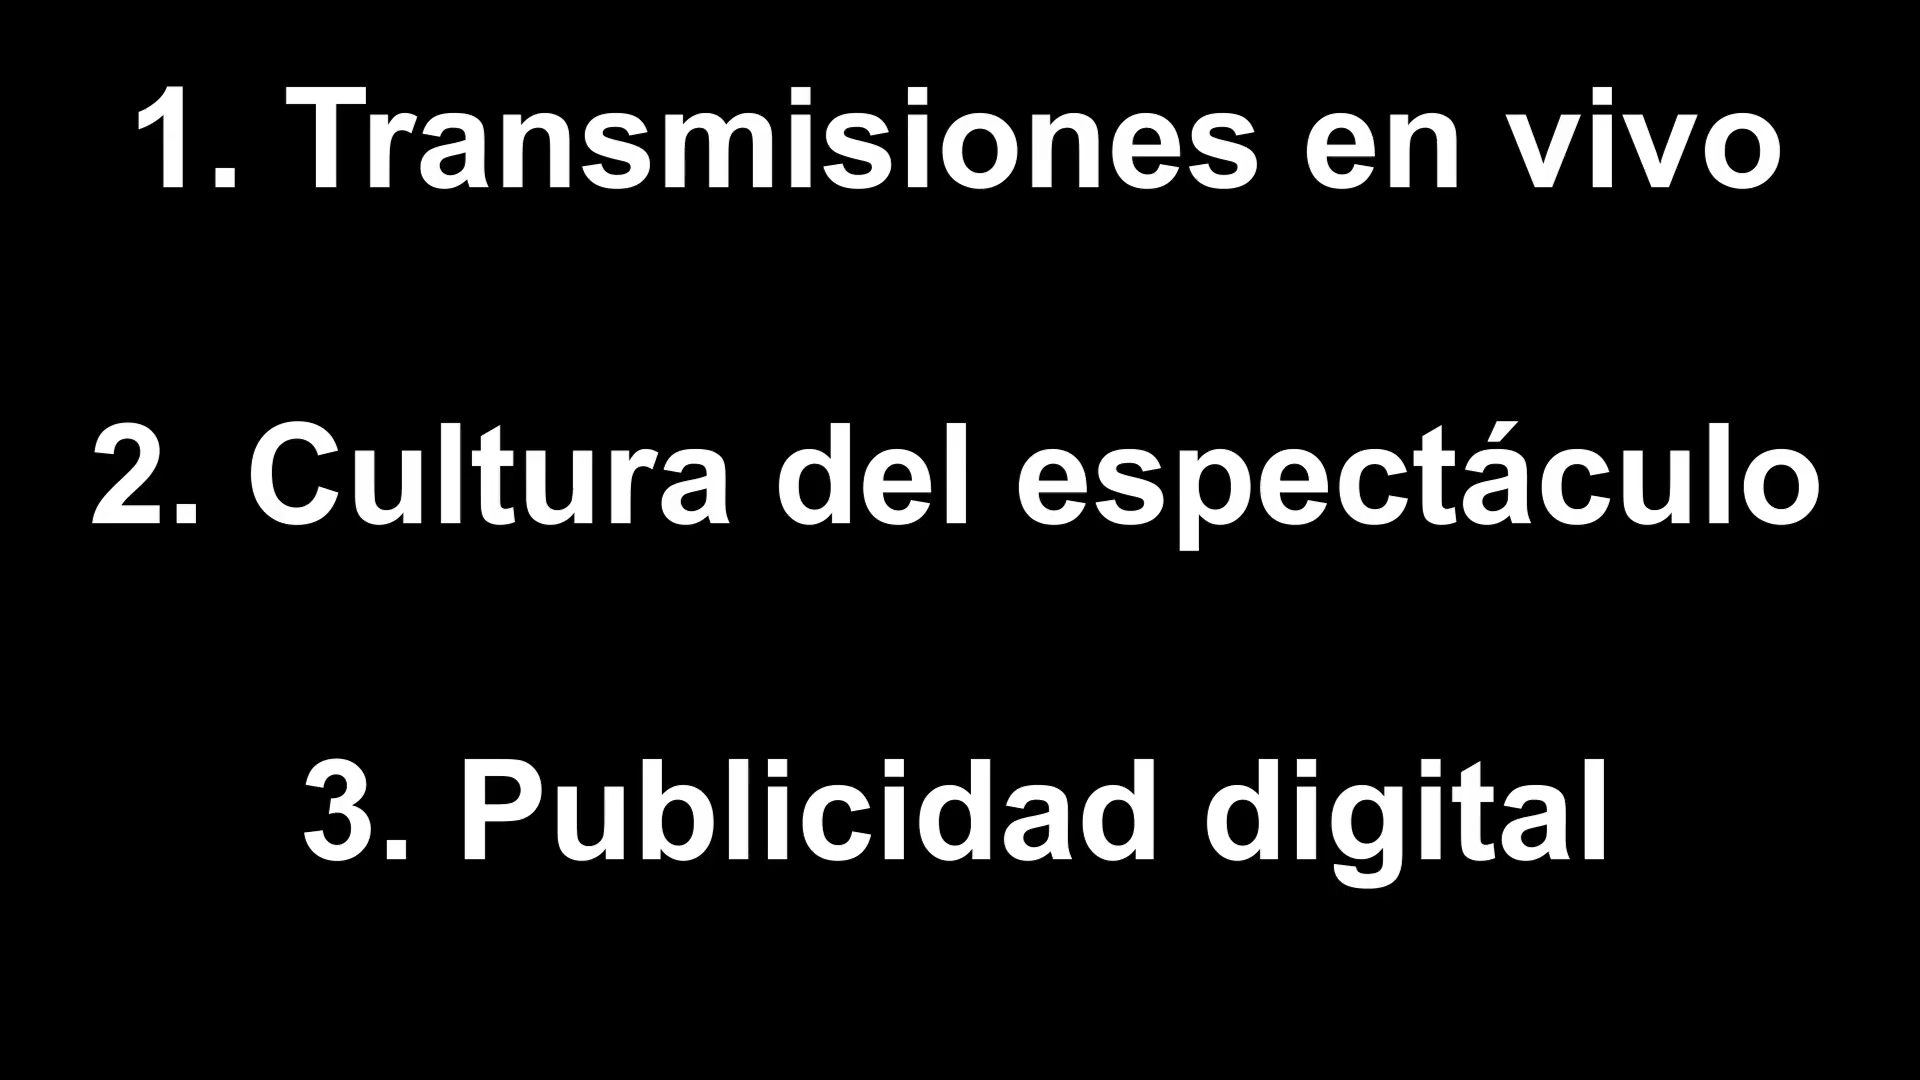 1. Transmisiones en vivo
2. Cultura del espectáculo
3. Publicidad digital